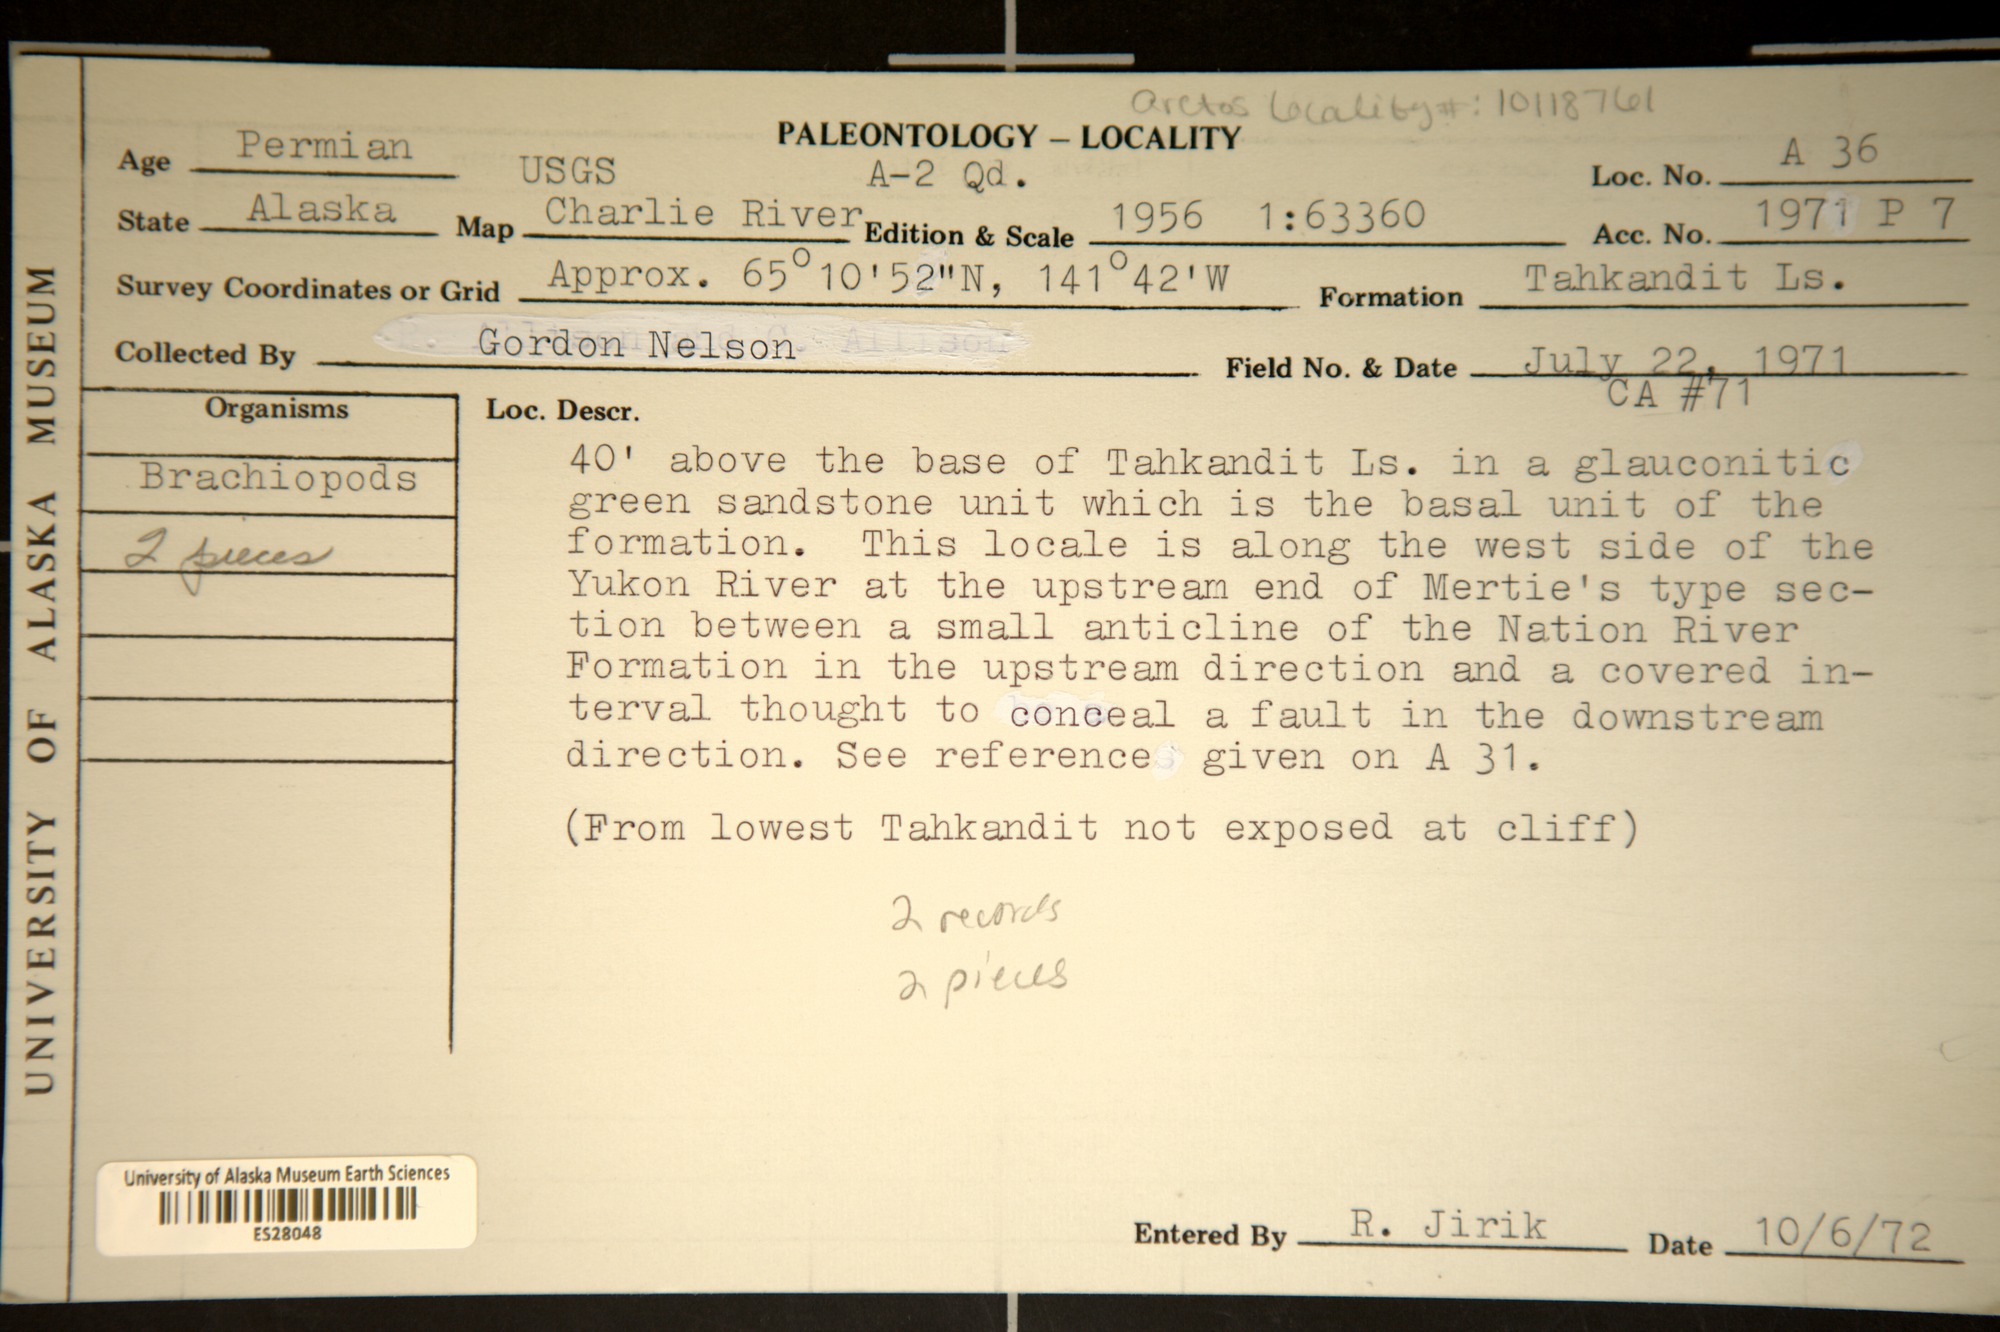 Arctos Locality#: 10118761
PALEONTOLOGY – LOCALITY
Age Permian
USGS A-2 Qd.
Loc. No. A 36
State Alaska Map Charlie River Edition & Scale 1956 1:63360 Acc. No. 1971 P 7
Survey Coordinates or Grid Approx. 65°10'52"N, 141°42'W Formation Tahkandit Ls.
Collected By Gordon Nelson Field No. & Date July 22, 1971
CA #71
Organisms
Brachiopods
2 pieces
Loc. Descr.
40' above the base of Tahkandit Ls. in a glauconitic
green sandstone unit which is the basal unit of the
formation. This locale is along the west side of the
Yukon River at the upstream end of Mertie's type sec-
tion between a small anticline of the Nation River
Formation in the upstream direction and a covered in-
terval thought to conceal a fault in the downstream
direction. See reference given on A 31.
(From lowest Tahkandit not exposed at cliff)
2 records
2 pieces
UNIVERSITY OF ALASKA MUSEUM
University of Alaska Museum Earth Sciences
ES28048
Entered By R. Jirik Date 10/6/72